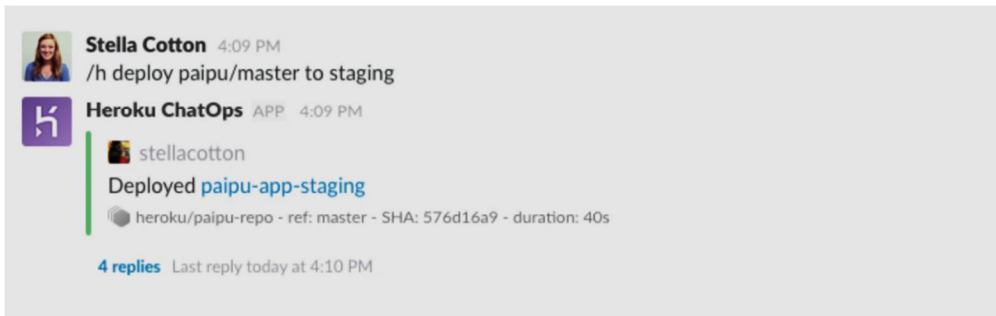 Stella Cotton 4:09 PM
/h deploy paipu/master to staging
Heroku ChatOps APP 4:09 PM
stellacotton
Deployed paipu-app-staging
heroku/paipu-repo - ref: master - SHA: 576d16a9 - duration: 40s
4 replies Last reply today at 4:10 PM